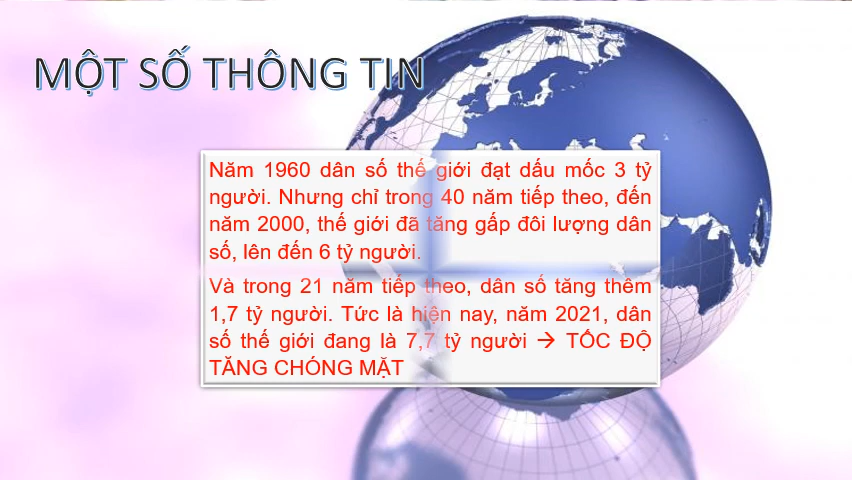 MỘT SỐ THÔNG TIN
Năm 1960 dân số thế giới đạt dấu mốc 3 tỷ
người. Nhưng chỉ trong 40 năm tiếp theo, đến
năm 2000, thế giới đã tăng gấp đôi lượng dân
số, lên đến 6 tỷ người.
Và trong 21 năm tiếp theo, dân số tăng thêm
1,7 tỷ người. Tức là hiện nay, năm 2021, dân
số thế giới đang là 7,7 tỷ người → TỐC ĐỘ
TĂNG CHÓNG MẶT